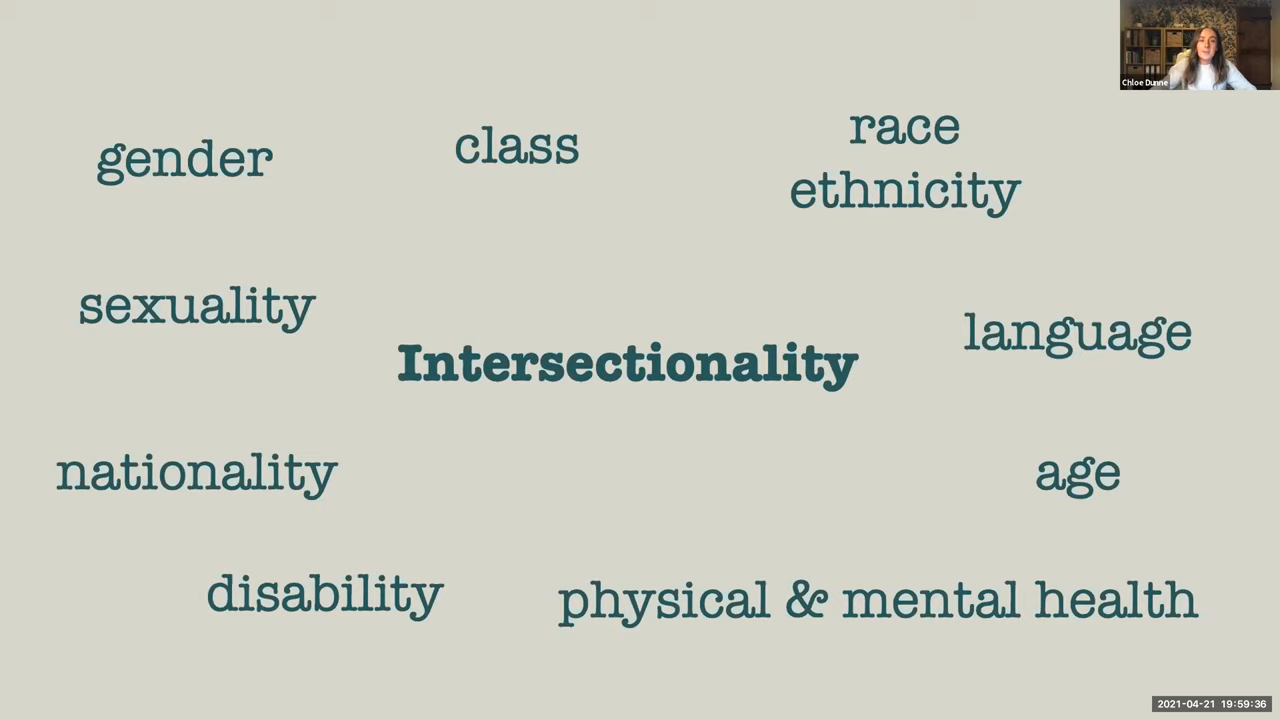 Chloe Dunne
gender
class
race
ethnicity
sexuality
language
Intersectionality
nationality
age
disability
physical & mental health
2021-04-21 19:59:36